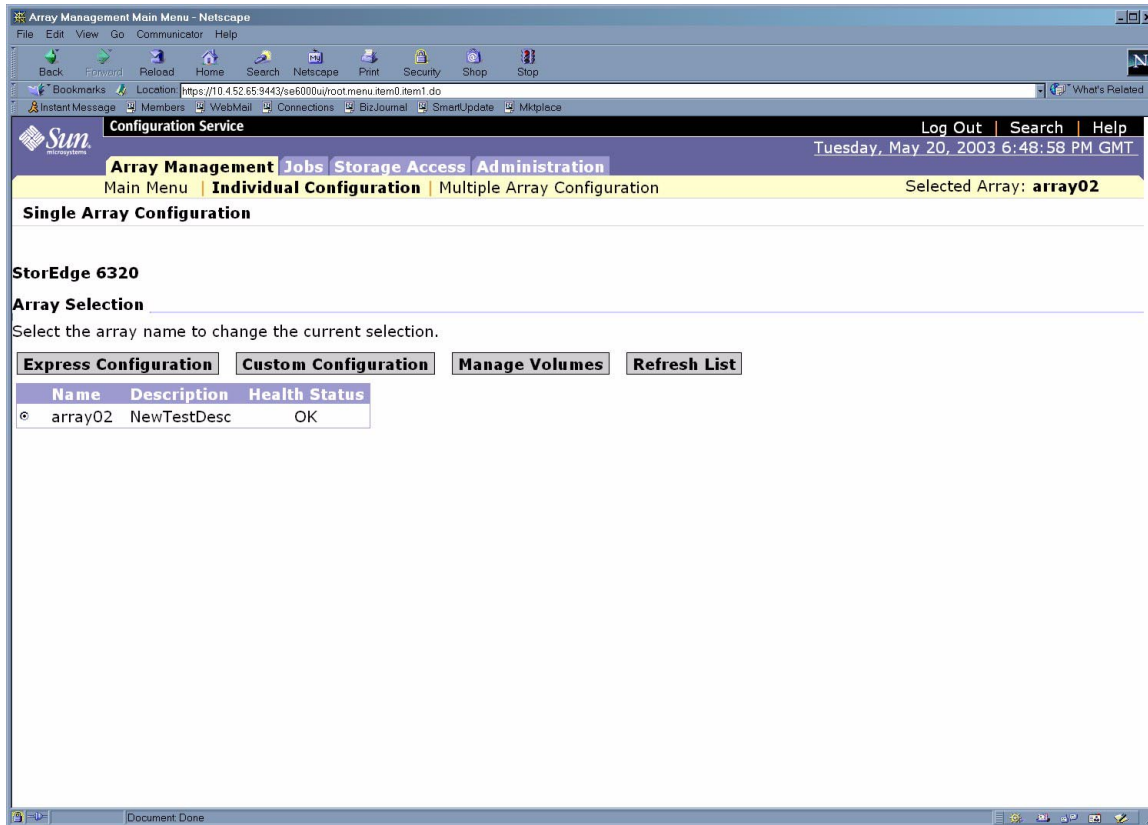 Array Management Main Menu - Netscape
File Edit View Go Communicator Help
Back Forward Reload Home Search Netscape Print Security Shop Stop
Bookmarks Location: https://10.4.52.65:9443/se6000ui/root.menu.item0.item1.do What's Related
Instant Message Members WebMail Connections BizJournal SmartUpdate Mktplace
Sun microsystems
Configuration Service
Log Out | Search | Help
Tuesday, May 20, 2003 6:48:58 PM GMT
Array Management Jobs Storage Access Administration
Main Menu | Individual Configuration | Multiple Array Configuration
Selected Array: array02
Single Array Configuration
StorEdge 6320
Array Selection
Select the array name to change the current selection.
Express Configuration Custom Configuration Manage Volumes Refresh List
Name Description Health Status
array02 NewTestDesc OK
Document: Done